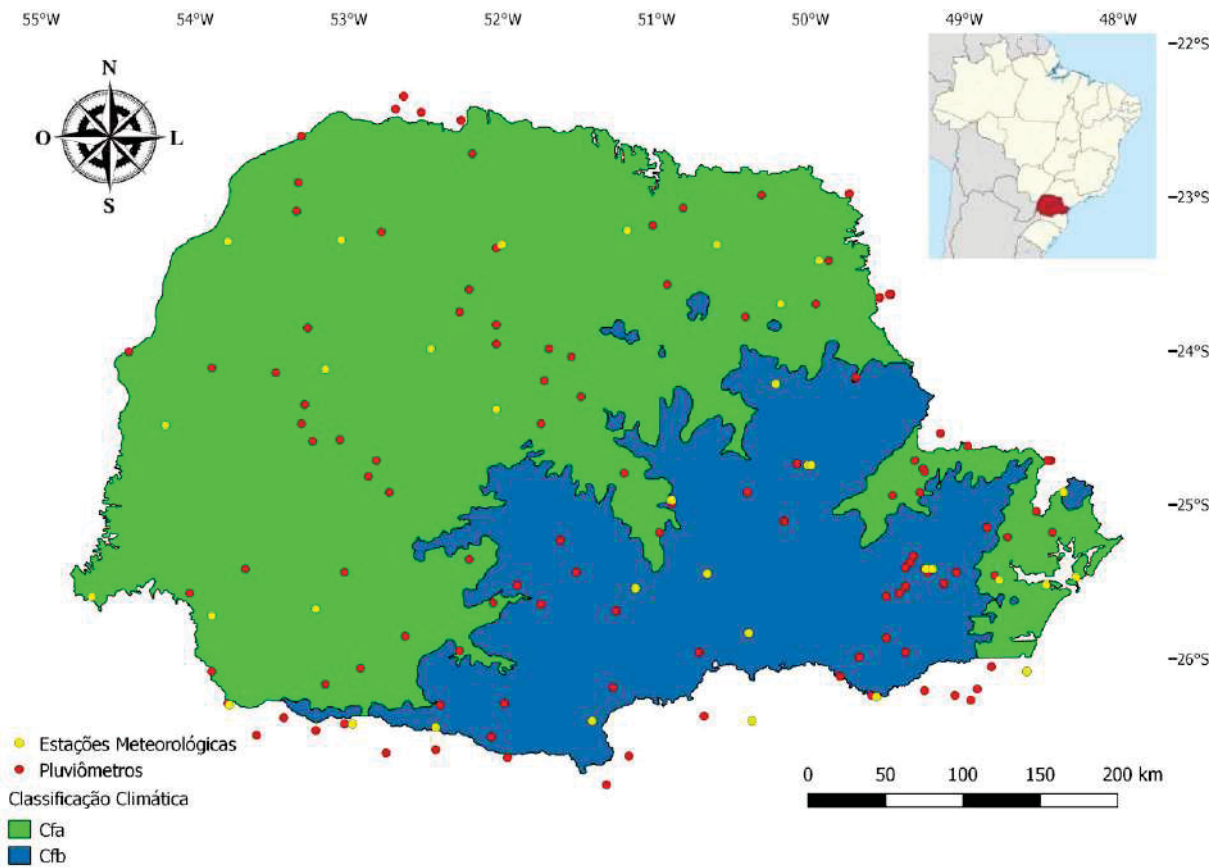 55°W 54°W 53°W 52°W 51°W 50°W 49°W 48°W
-22°S
N
O L
S
-23°S
-24°S
-25°S
-26°S
Estações Meteorológicas
Pluviômetros
Classificação Climática
Cfa
Cfb
0 50 100 150 200 km